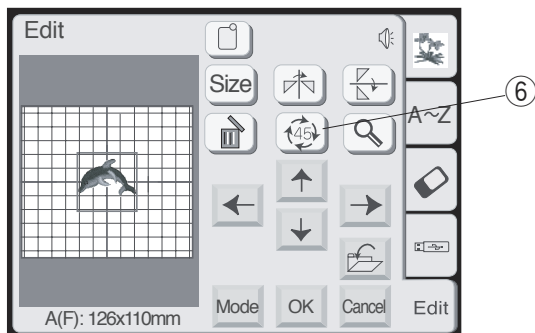 Edit
Size
A~Z
45
⑥
A(F): 126x110mm
Mode
OK
Cancel
Edit